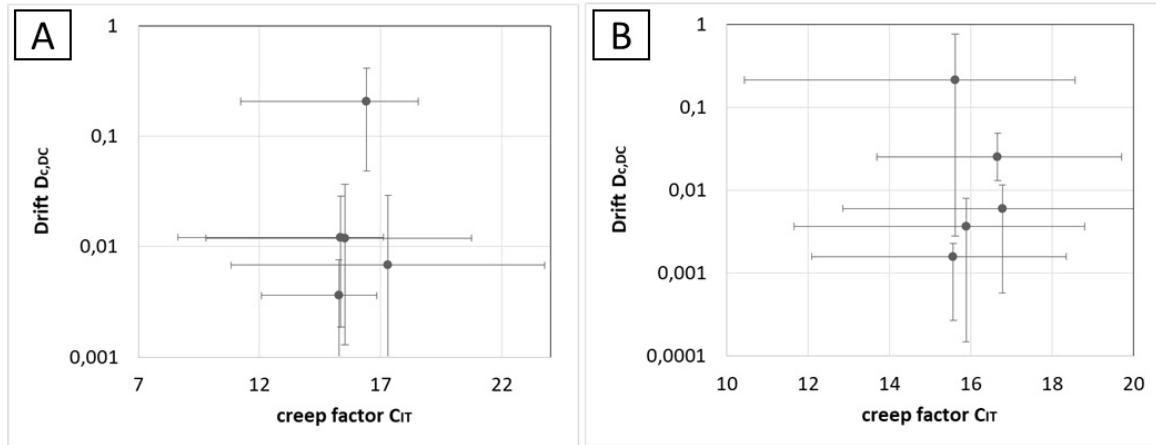 A
1
0,1
0,01
0,001
Drift Dc,DC
7 12 17 22
creep factor CIT
B
1
0,1
0,01
0,001
0,0001
Drift Dc,DC
10 12 14 16 18 20
creep factor CIT